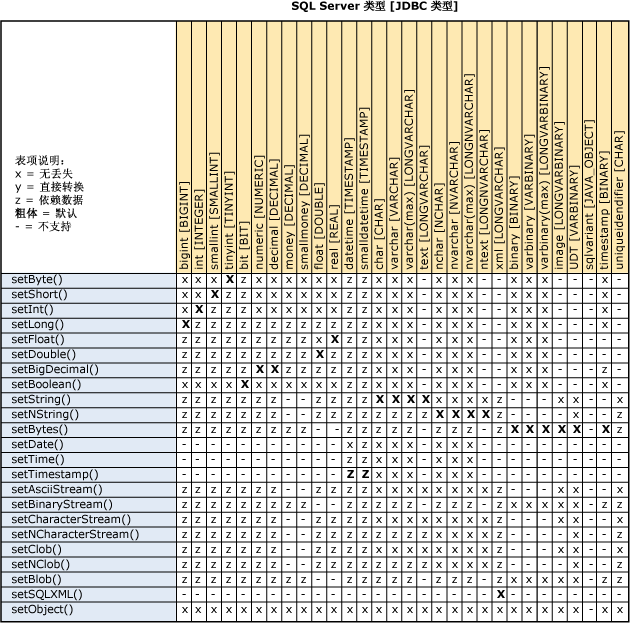 SQL Server 类型 [JDBC 类型]
表项说明:
x = 无丢失
y = 直接转换
z = 依赖数据
粗体 = 默认
- = 不支持
bigint [BIGINT]
int [INTEGER]
smallint [SMALLINT]
tinyint [TINYINT]
bit [BIT]
numeric [NUMERIC]
decimal [DECIMAL]
money [DECIMAL]
smallmoney [DECIMAL]
float [DOUBLE]
real [REAL]
datetime [TIMESTAMP]
smalldatetime [TIMESTAMP]
char [CHAR]
varchar [VARCHAR]
varchar(max) [LONGVARCHAR]
text [LONGVARCHAR]
nchar [NCHAR]
nvarchar [NVARCHAR]
nvarchar(max) [LONGNVARCHAR]
ntext [LONGNVARCHAR]
xml [LONGVARCHAR]
binary [BINARY]
varbinary [VARBINARY]
varbinary(max) [LONGVARBINARY]
image [LONGVARBINARY]
UDT [VARBINARY]
sqlvariant [JAVA_OBJECT]
timestamp [BINARY]
uniqueidendifier [CHAR]
setByte() x x x X z x x x x x x z z x x x - x x x - - x x x - - - x -
setShort() x x X z z x x x x x x z z x x x - x x x - - x x x - - - x -
setInt() x X z z z x x x x x x z z x x x - x x x - - x x x - - - x -
setLong() X z z z z z z z z z z z z x x x - x x x - - x x x - - - x -
setFloat() z z z z z z z z z x X z z x x x - x x x - - x x x - - - - -
setDouble() z z z z z z z z z X z z z x x x - x x x - - x x x - - - - -
setBigDecimal() z z z z z X X z z z z z z x x x - x x x - - x x x - - - z -
setBoolean() x x x x X x x x x x x z z x x x - x x x - - x x x - - - x -
setString() z z z z z z z - - z z z z X X X X x x x x z - - - x x - - x
setNString() z z z z z z z - - z z z z x x x x X X X X z - - - - x - - z
setBytes() z z z z z z z z z - - z z x x x - x x x - z X X X X X - X z
setDate() - - - - - - - - - - - x z x x x - x x x - - - - - - - - - -
setTime() - - - - - - - - - - - x z x x x - x x x - - - - - - - - - -
setTimestamp() - - - - - - - - - - - Z Z x x x - x x x - - - - - - - - - -
setAsciiStream() z z z z z z z - - z z z z x x x x x x x x z - - - x x - - x
setBinaryStream() z z z z z z z z z - - z z z z z z z z z z z x x x x x - z z
setCharacterStream() z z z z z z z - - z z z z x x x x x x x x z - - - x x - - x
setNCharacterStream() z z z z z z z - - z z z z x x x x x x x x z - - - - x - - z
setClob() z z z z z z z - - z z z z x x x x x x x x z - - - x x - - x
setNClob() z z z z z z z - - z z z z x x x x x x x x z - - - - x - - z
setBlob() z z z z z z z z z - - z z z z z z z z z z z x x x x x - z z
setSQLXML() - - - - - - - - - - - - - - - - - - - - - X - - - - - - - -
setObject() x x x x x x x x x x x x x x x x x x x x x x x x x x x - x x